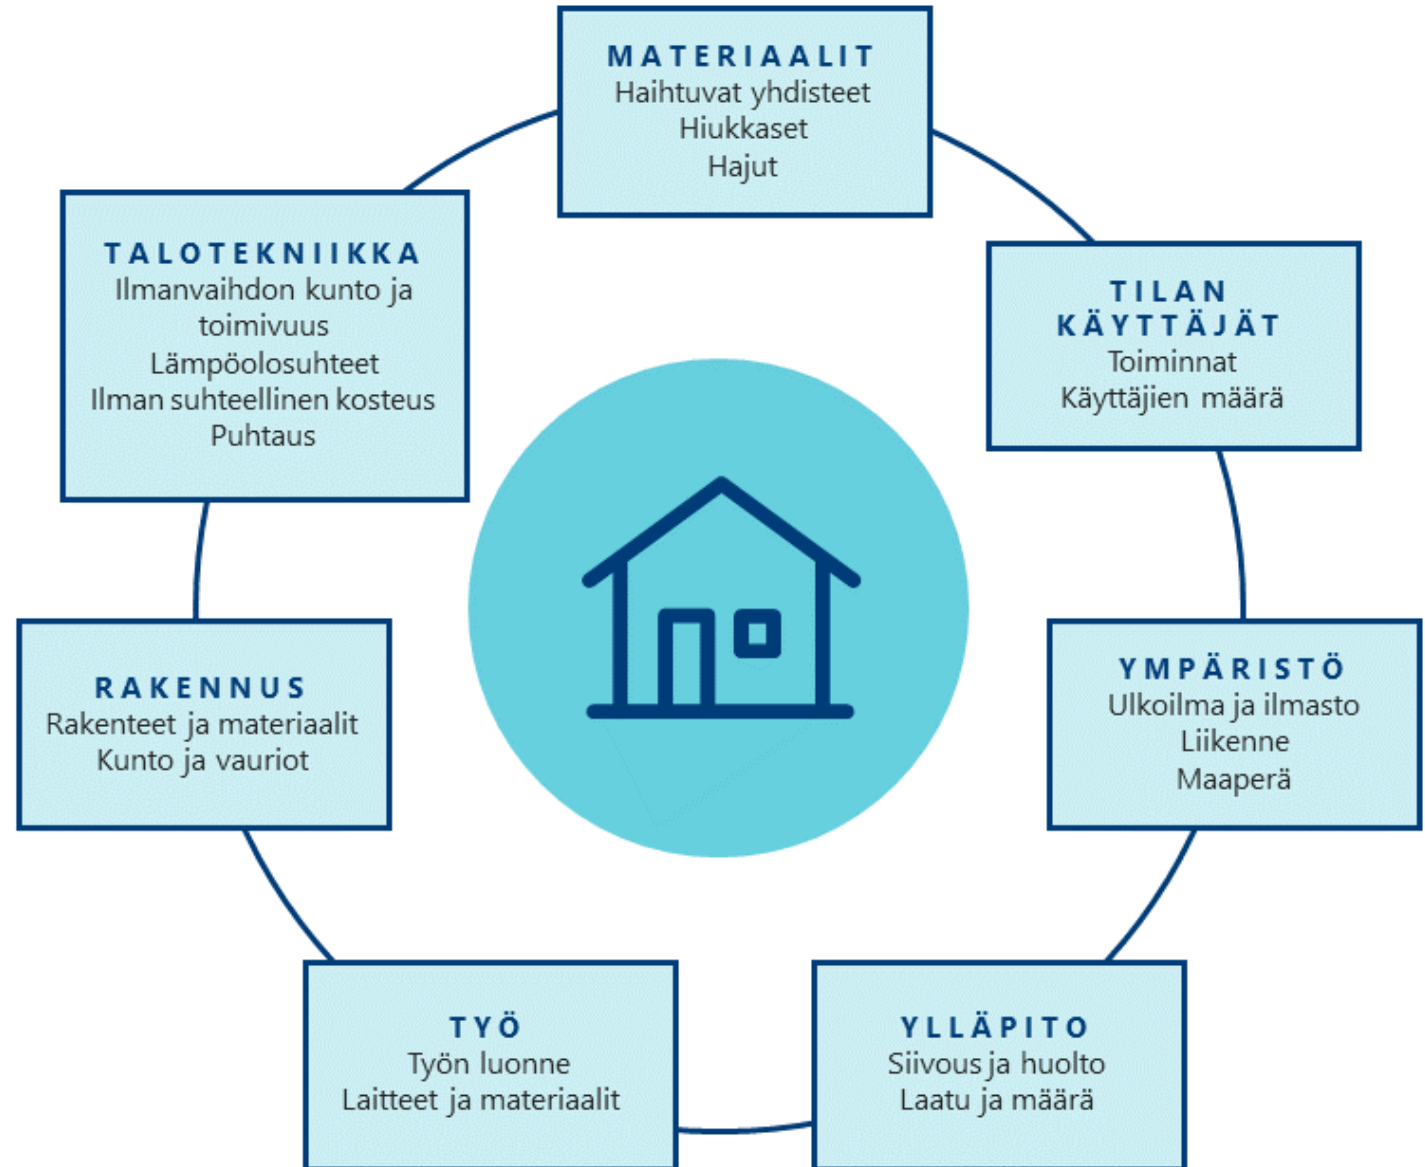 MATERIAALIT
Haihtuvat yhdisteet
Hiukkaset
Hajut
TALOTEKNIIKKA
Ilmanvaihdon kunto ja
toimivuus
Lämpöolosuhteet
Ilman suhteellinen kosteus
Puhtaus
TILAN
KÄYTTÄJÄT
Toiminnat
Käyttäjien määrä
RAKENNUS
Rakenteet ja materiaalit
Kunto ja vauriot
YMPÄRISTÖ
Ulkoilma ja ilmasto
Liikenne
Maaperä
TYÖ
Työn luonne
Laitteet ja materiaalit
YLLÄPITO
Siivous ja huolto
Laatu ja määrä